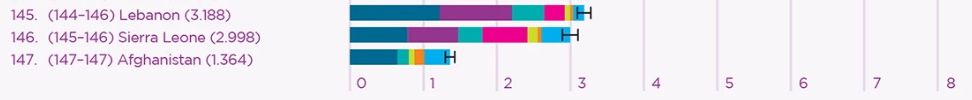 145. (144–146) Lebanon (3.188)
146. (145–146) Sierra Leone (2.998)
147. (147–147) Afghanistan (1.364)
0 1 2 3 4 5 6 7 8